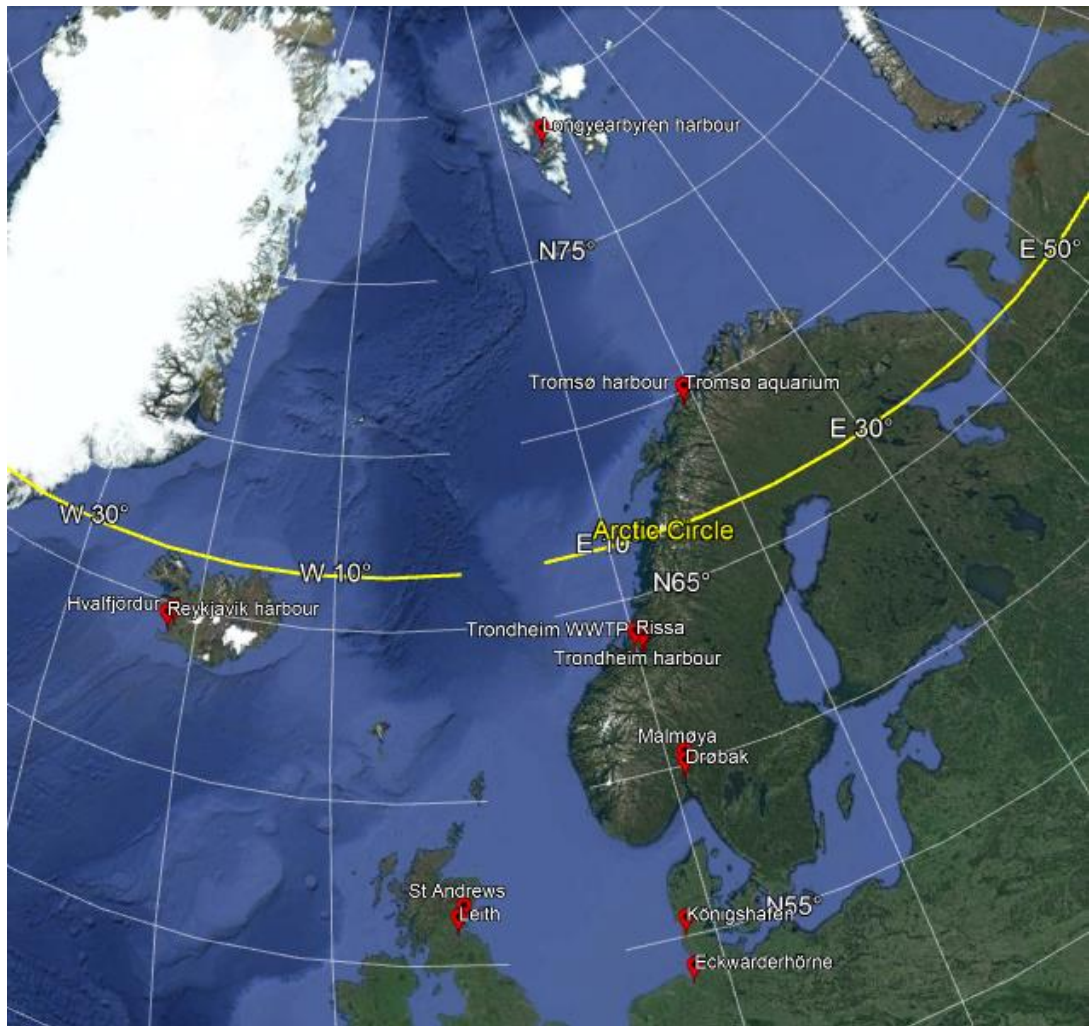 Longyearbyren harbour
N75°
E 50°
Tromsø harbour
Tromsø aquarium
E 30°
W 30°
Arctic Circle
E 10
W 10°
N65°
Hvalfjördur
Reykjavik harbour
Trondheim WWTP
Rissa
Trondheim harbour
Malmøya
Drøbak
St Andrews
Leith
N55°
Königshafen
Eckwarderhörne